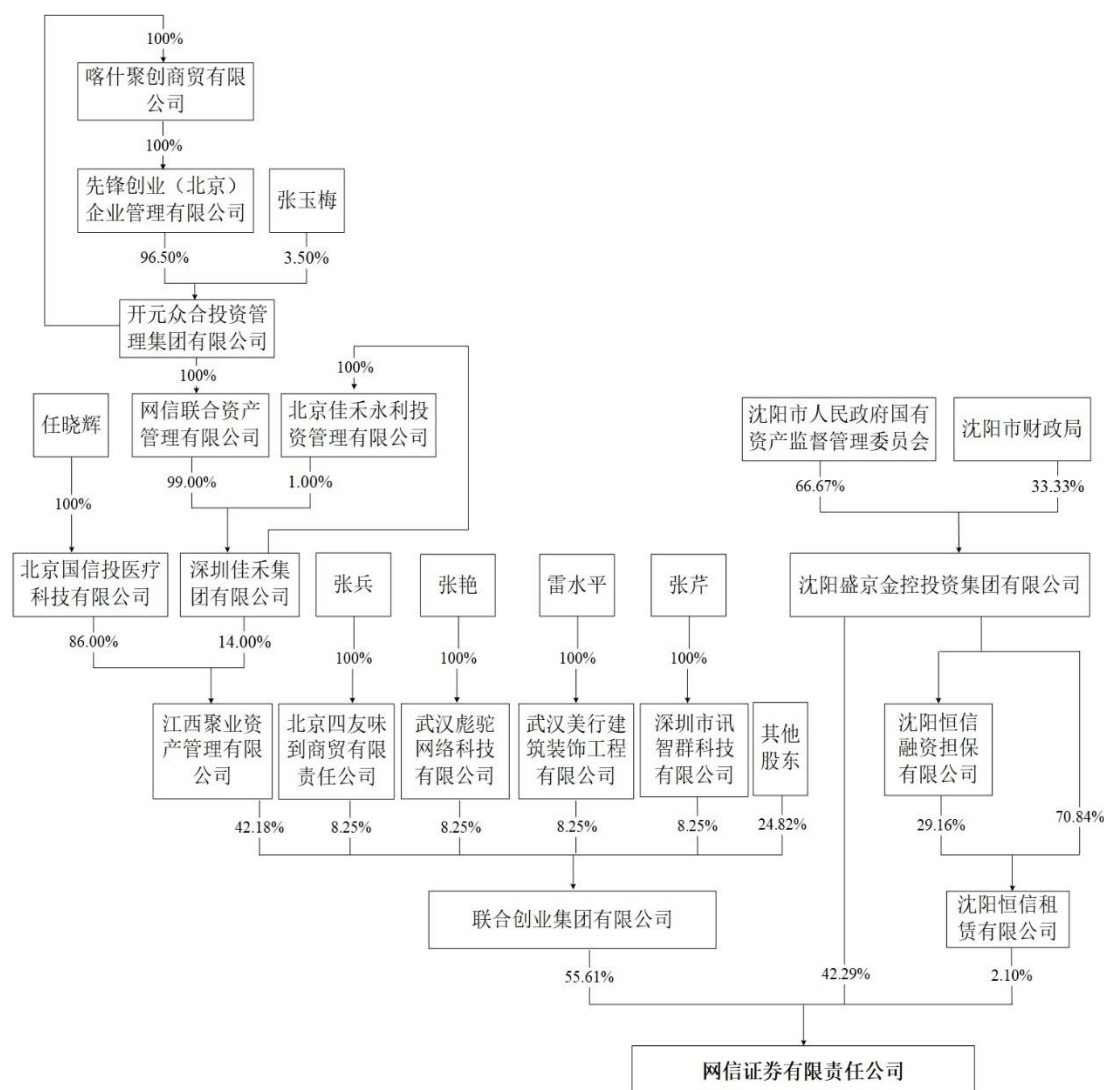 100%
喀什聚创商贸有限
公司
100%
先锋创业（北京）
企业管理有限公司
张玉梅
96.50%
3.50%
开元众合投资管
理集团有限公司
100%
100%
任晓辉
网信联合资产
管理有限公司
北京佳禾永利投
资管理有限公司
沈阳市人民政府国有
资产监督管理委员会
沈阳市财政局
99.00%
1.00%
66.67%
33.33%
100%
北京国信投医疗
科技有限公司
深圳佳禾集
团有限公司
张兵
张艳
雷水平
张芹
沈阳盛京金控投资集团有限公司
86.00%
14.00%
100%
100%
100%
100%
江西聚业资
产管理有限
公司
北京四友味
到商贸有限
责任公司
武汉彪驼
网络科技
有限公司
武汉美行建
筑装饰工程
有限公司
深圳市讯
智群科技
有限公司
其他
股东
沈阳恒信
融资担保
有限公司
42.18%
8.25%
8.25%
8.25%
8.25%
24.82%
29.16%
70.84%
联合创业集团有限公司
沈阳恒信租
赁有限公司
55.61%
42.29%
2.10%
网信证券有限责任公司